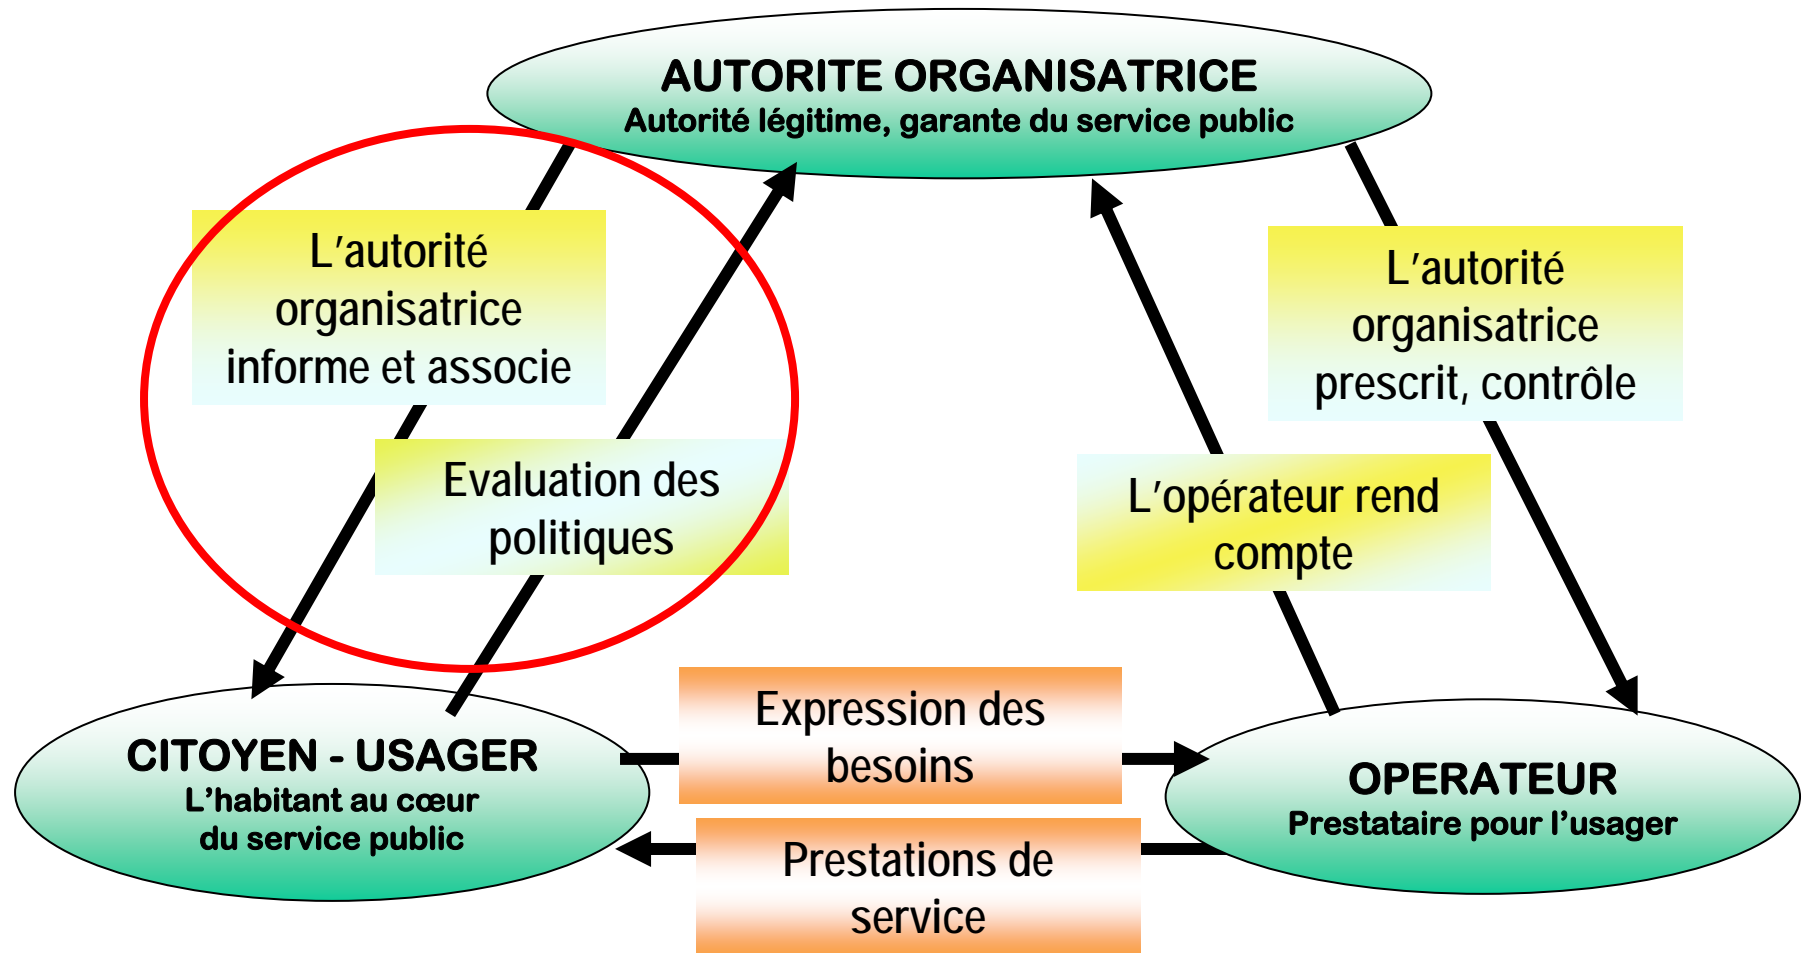 AUTORITE ORGANISATRICE
Autorité légitime, garante du service public
L’autorité
organisatrice
informe et associe
L’autorité
organisatrice
prescrit, contrôle
Evaluation des
politiques
L’opérateur rend
compte
Expression des
besoins
CITOYEN - USAGER
L’habitant au cœur
du service public
OPERATEUR
Prestataire pour l’usager
Prestations de
service